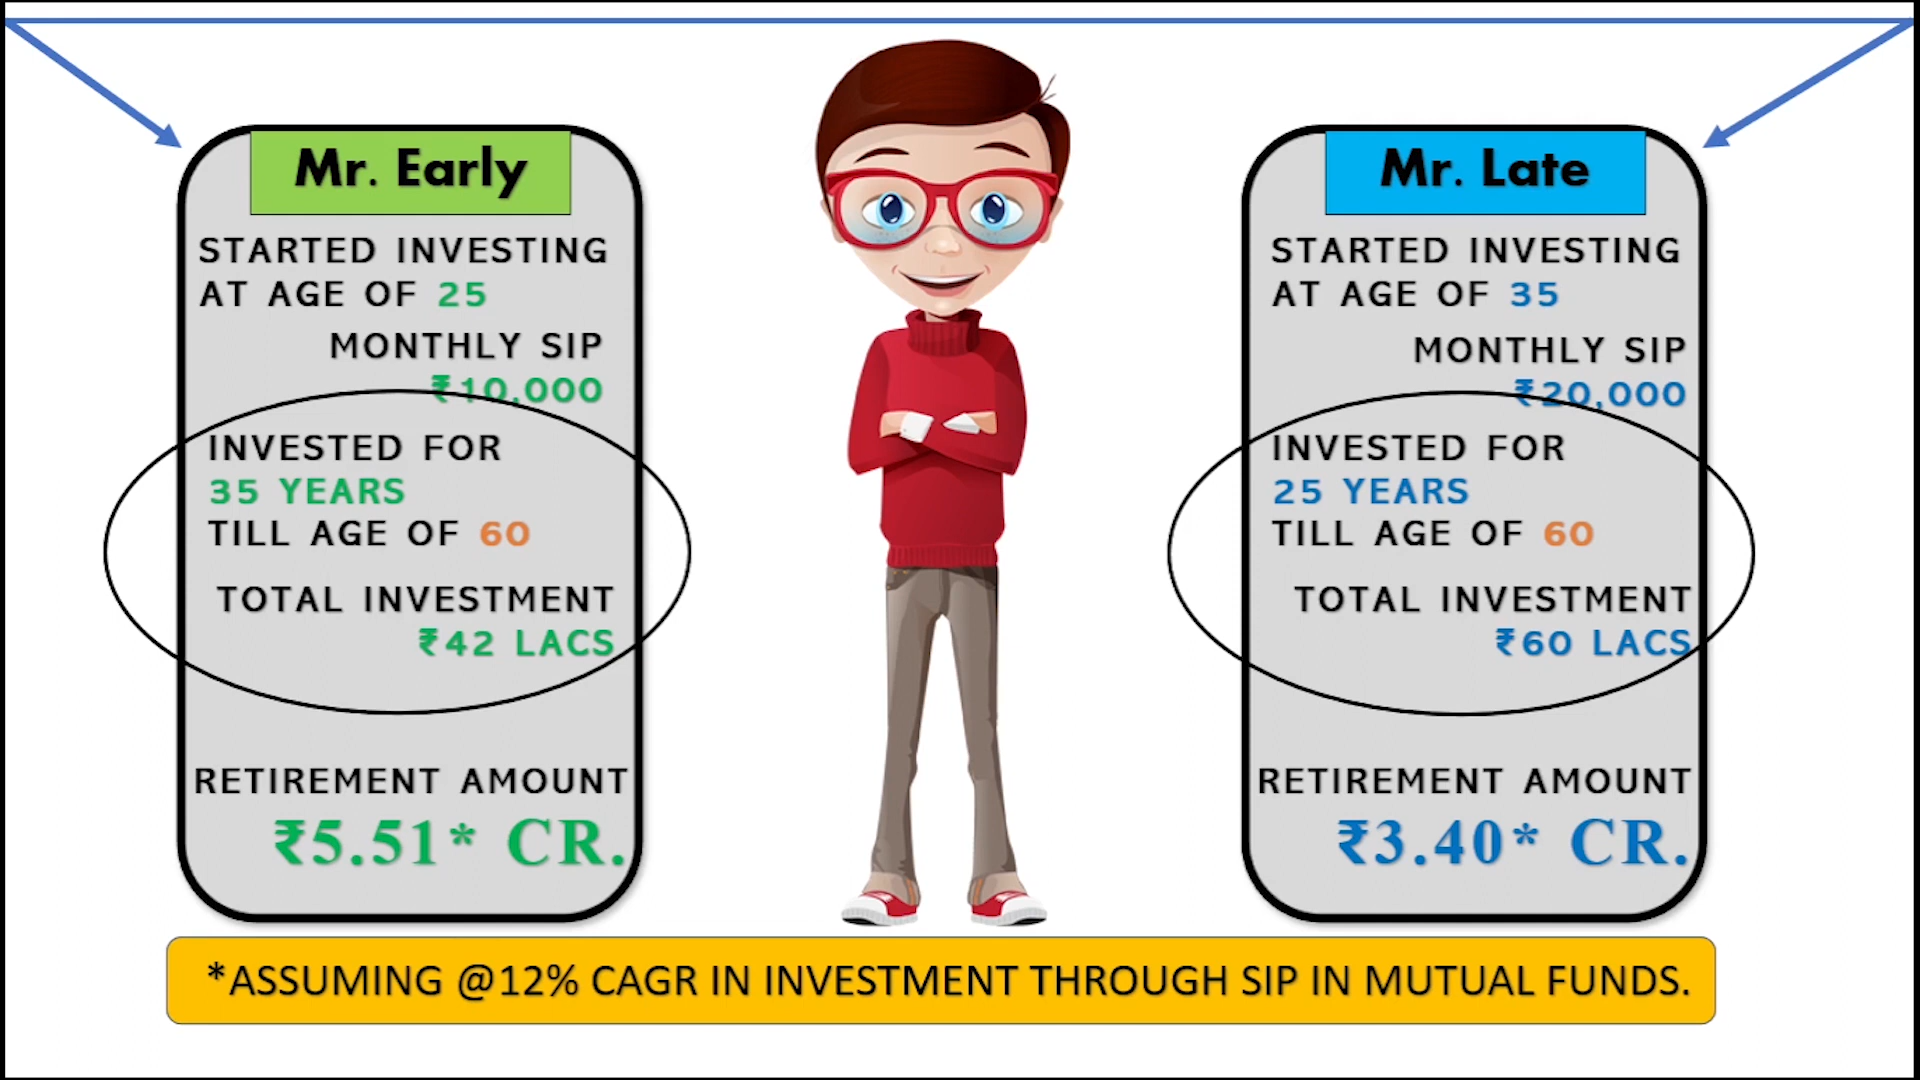 Mr. Early
STARTED INVESTING
AT AGE OF 25
MONTHLY SIP
₹10,000
INVESTED FOR
35 YEARS
TILL AGE OF 60
TOTAL INVESTMENT
₹42 LACS
RETIREMENT AMOUNT
₹5.51* CR.
Mr. Late
STARTED INVESTING
AT AGE OF 35
MONTHLY SIP
₹20,000
INVESTED FOR
25 YEARS
TILL AGE OF 60
TOTAL INVESTMENT
₹60 LACS
RETIREMENT AMOUNT
₹3.40* CR.
*ASSUMING @12% CAGR IN INVESTMENT THROUGH SIP IN MUTUAL FUNDS.